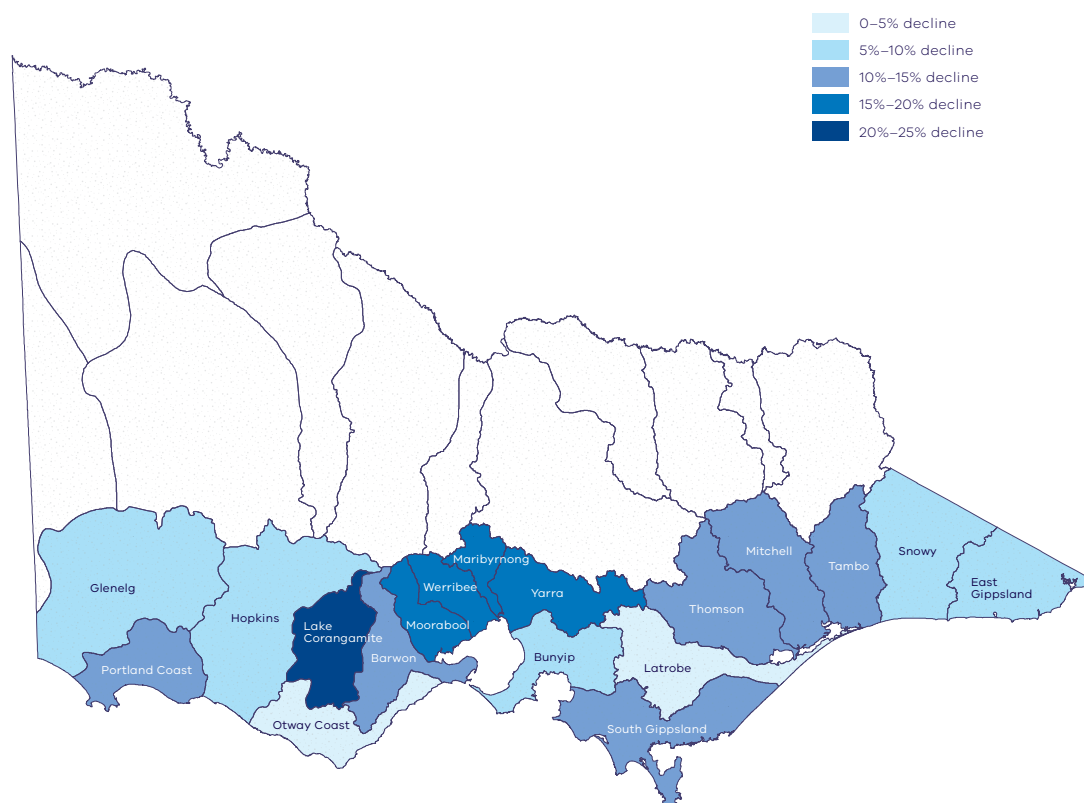 0–5% decline
5%–10% decline
10%–15% decline
15%–20% decline
20%–25% decline
Maribyrnong
Mitchell
Snowy
Tambo
Glenelg
Werribee
Yarra
East
Gippsland
Thomson
Hopkins
Lake
Corangamite
Moorabool
Barwon
Bunyip
Latrobe
Portland Coast
Otway Coast
South Gippsland